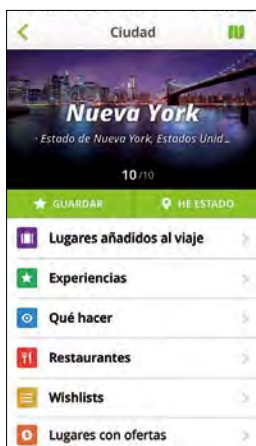 Ciudad
Nueva York
· Estado de Nueva York, Estados Unid...
10/10
GUARDAR
HE ESTADO
Lugares añadidos al viaje
Experiencias
Qué hacer
Restaurantes
Wishlists
Lugares con ofertas